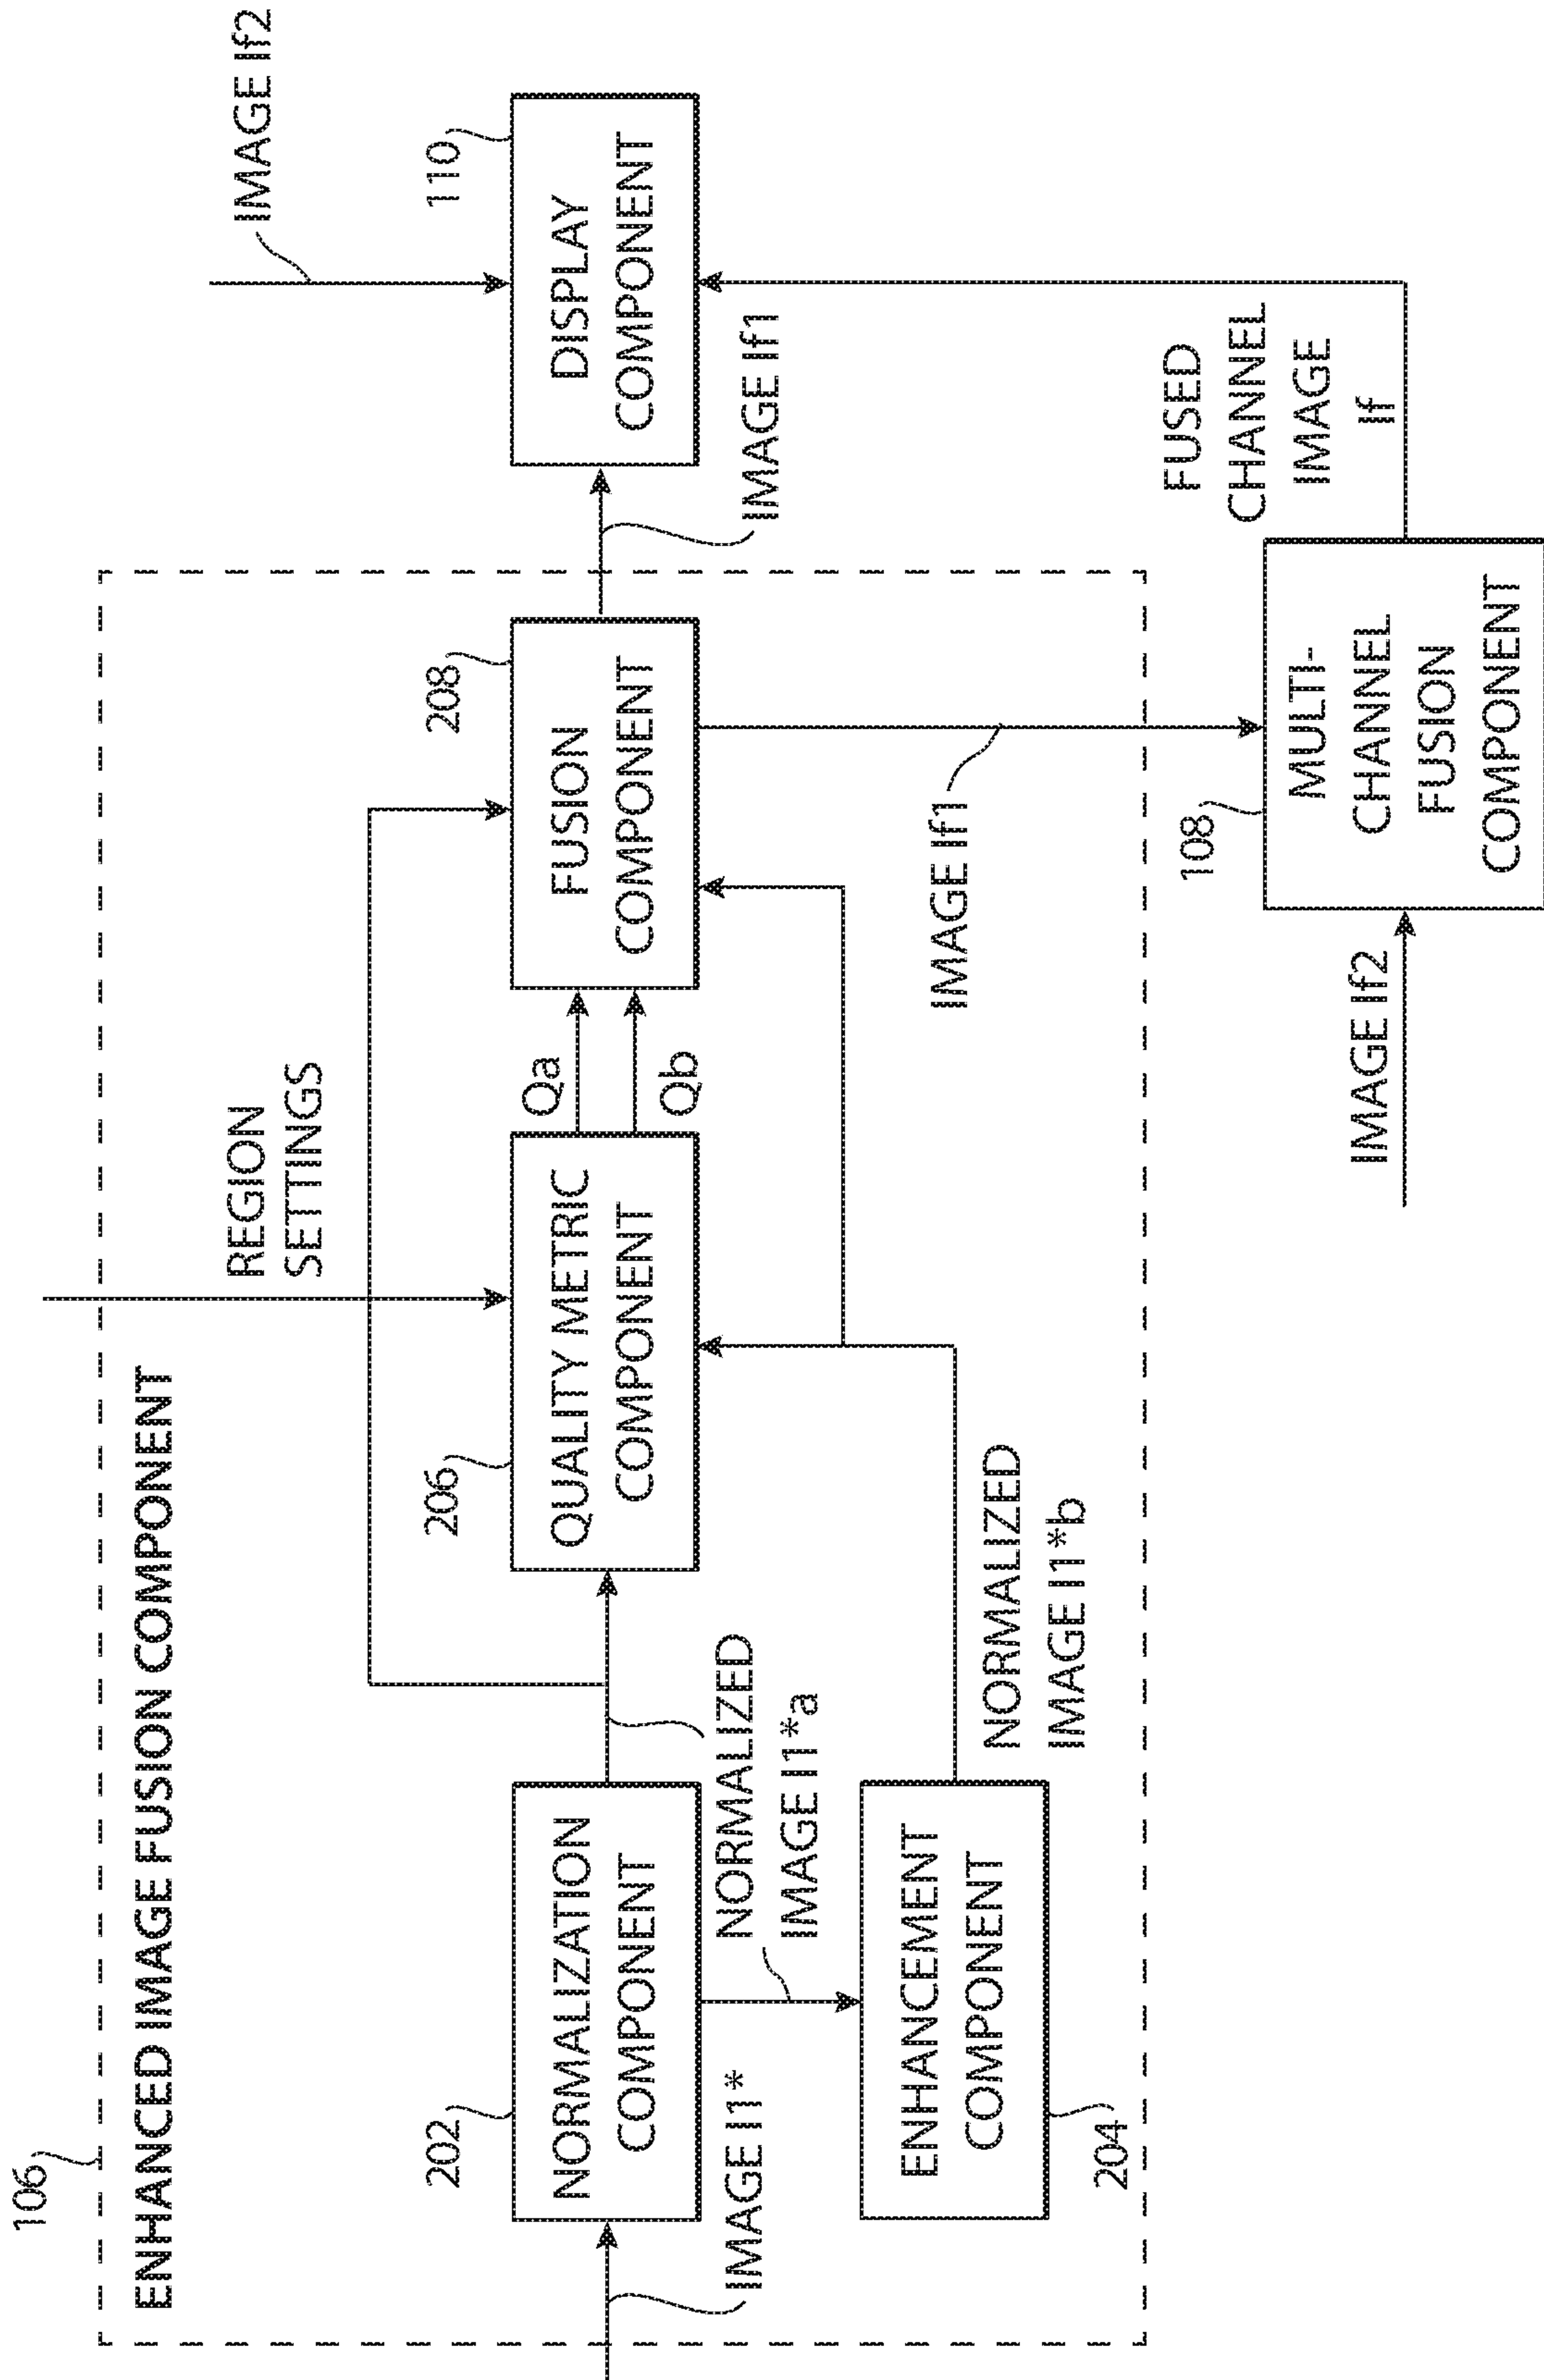 106
ENHANCED IMAGE FUSION COMPONENT
IMAGE I1*
202
NORMALIZATION
COMPONENT
NORMALIZED
IMAGE I1*a
ENHANCEMENT
COMPONENT
204
NORMALIZED
IMAGE I1*b
REGION
SETTINGS
206
QUALITY METRIC
COMPONENT
Qa
Qb
208
FUSION
COMPONENT
IMAGE If1
IMAGE If1
IMAGE If2
110
DISPLAY
COMPONENT
IMAGE If2
108
MULTI-
CHANNEL
FUSION
COMPONENT
FUSED
CHANNEL
IMAGE
If